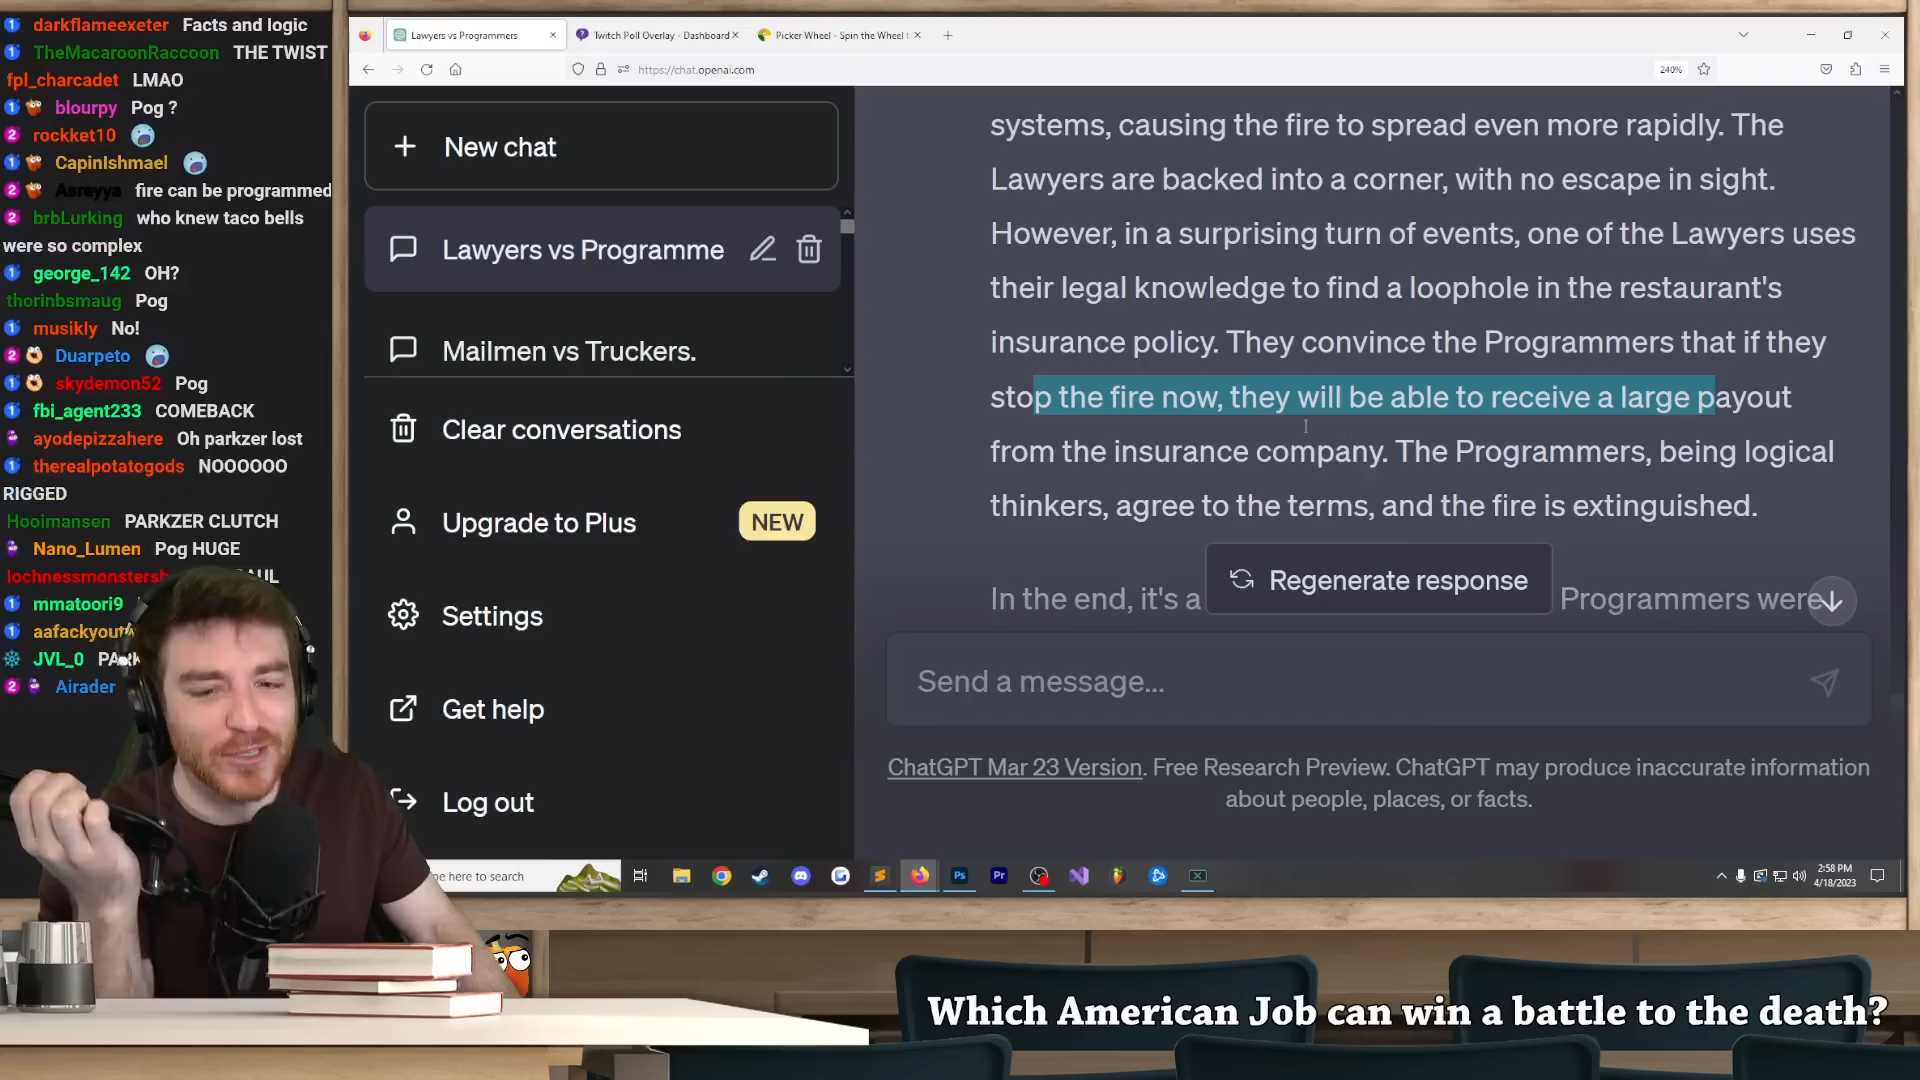 darkflameexeter Facts and logic
TheMacaroonRaccoon THE TWIST
fpl_charcadet LMAO
blourpy Pog ?
rockket10
CapinIshmael
Asreyya fire can be programmed
brbLurking who knew taco bells
were so complex
george_142 OH?
thorinbsmaug Pog
musikly No!
Duarpeto
skydemon52 Pog
fbi_agent233 COMEBACK
ayodepizzahere Oh parkzer lost
therealpotatogods NOOOOOO
RIGGED
Hooimansen PARKZER CLUTCH
Nano_Lumen Pog HUGE
mmatoori9
JVL_0
Airader
Lawyers vs Programmers
Twitch Poll Overlay - Dashboard
Picker Wheel - Spin the Wheel
https://chat.openai.com
240%
New chat
Lawyers vs Programme
Mailmen vs Truckers.
Clear conversations
Upgrade to Plus NEW
Settings
Get help
Log out
systems, causing the fire to spread even more rapidly. The
Lawyers are backed into a corner, with no escape in sight.
However, in a surprising turn of events, one of the Lawyers uses
their legal knowledge to find a loophole in the restaurant's
insurance policy. They convince the Programmers that if they
stop the fire now, they will be able to receive a large payout
from the insurance company. The Programmers, being logical
thinkers, agree to the terms, and the fire is extinguished.
In the end, it's a Programmers were
Regenerate response
Send a message...
ChatGPT Mar 23 Version. Free Research Preview. ChatGPT may produce inaccurate information
about people, places, or facts.
here to search
Ps
Pr
2:58 PM
4/18/2023
Which American Job can win a battle to the death?